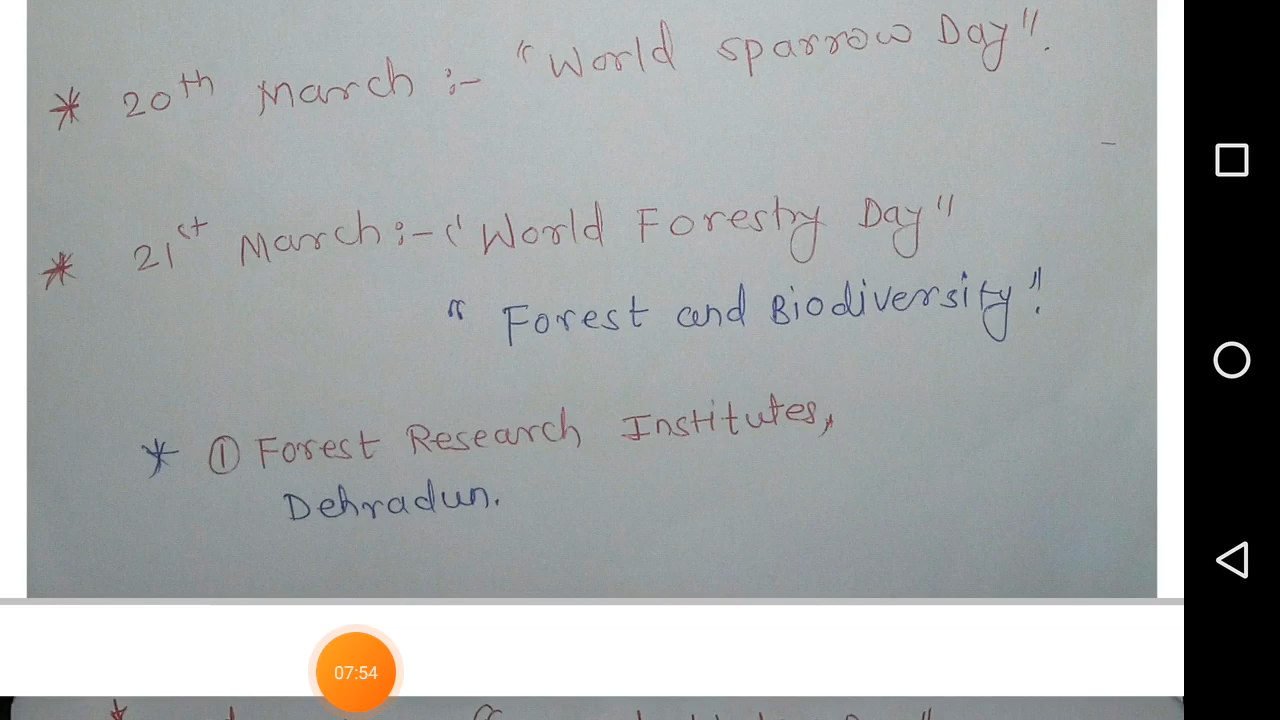 * 20th March :- "World sparrow Day".
* 21st March :- "World Forestry Day"
"Forest and Biodiversity".
* ① Forest Research Institutes,
Dehradun.
07:54